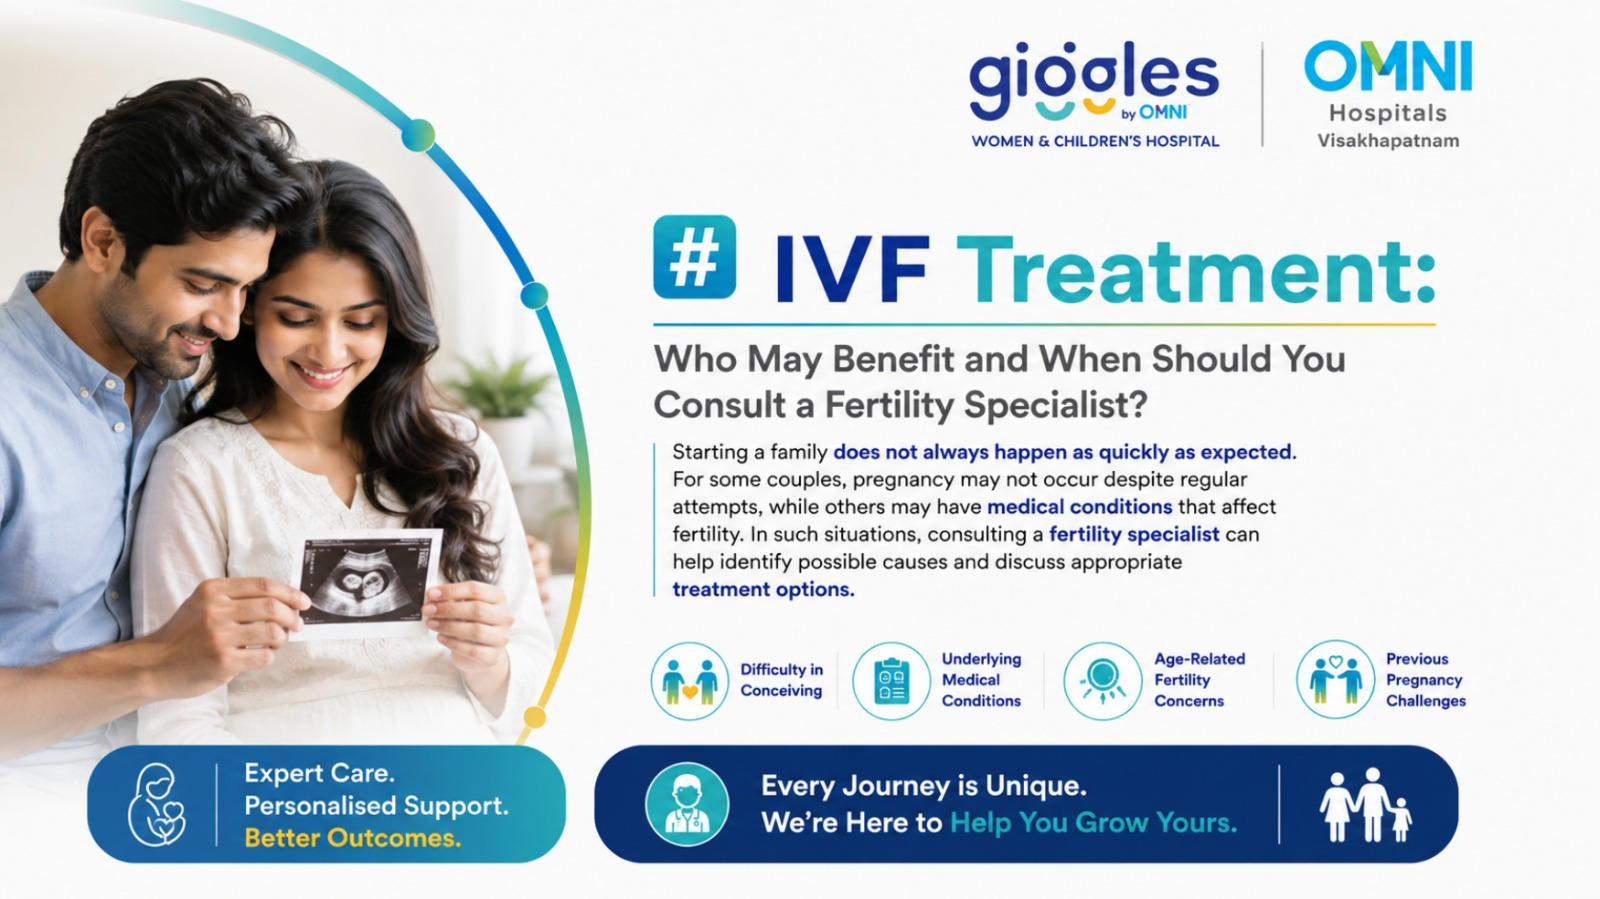 giggles
by OMNI
WOMEN & CHILDREN'S HOSPITAL
OMNI
Hospitals
Visakhapatnam
# IVF Treatment:
Who May Benefit and When Should You
Consult a Fertility Specialist?
Starting a family does not always happen as quickly as expected.
For some couples, pregnancy may not occur despite regular
attempts, while others may have medical conditions that affect
fertility. In such situations, consulting a fertility specialist can
help identify possible causes and discuss appropriate
treatment options.
Difficulty in
Conceiving
Underlying
Medical
Conditions
Age-Related
Fertility
Concerns
Previous
Pregnancy
Challenges
Expert Care.
Personalised Support.
Better Outcomes.
Every Journey is Unique.
We're Here to Help You Grow Yours.